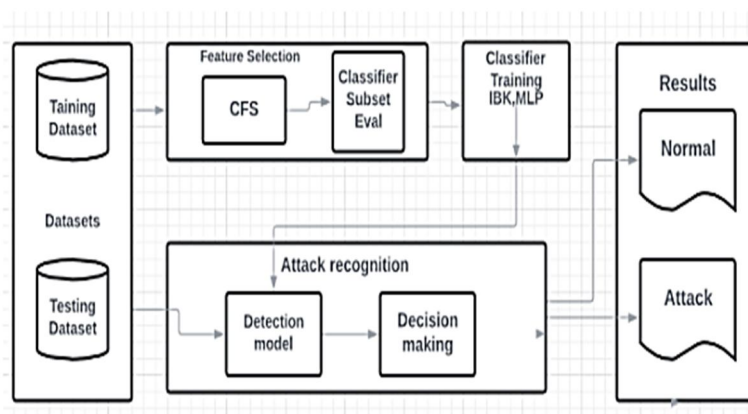 Taining
Dataset
Datasets
Testing
Dataset
Feature Selection
CFS
Classifier
Subset
Eval
Classifier
Training
IBK,MLP
Attack recognition
Detection
model
Decision
making
Results
Normal
Attack